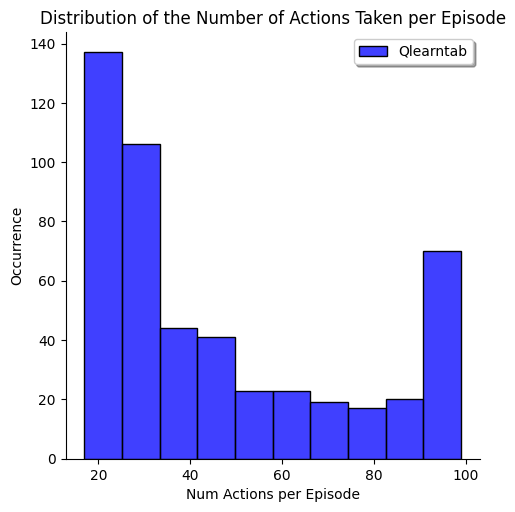 Distribution of the Number of Actions Taken per Episode
Qlearntab
140
120
100
80
60
40
20
0
Occurrence
20 40 60 80 100
Num Actions per Episode